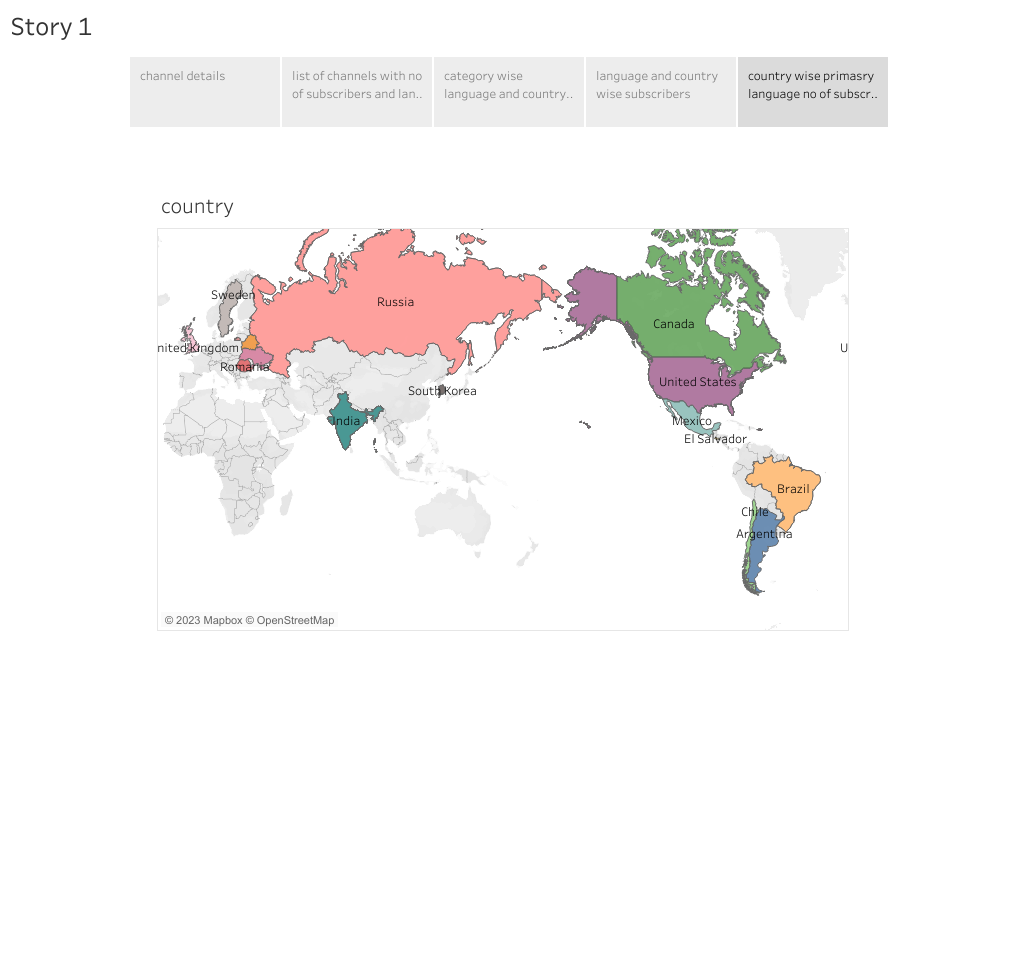 Story 1
channel details
list of channels with no
of subscribers and lan..
category wise
language and country..
language and country
wise subscribers
country wise primasry
language no of subscr..
country
Sweden
Russia
Canada
nited Kingdom
U
Romania
United States
South Korea
India
Mexico
El Salvador
Brazil
Chile
Argentina
© 2023 Mapbox © OpenStreetMap